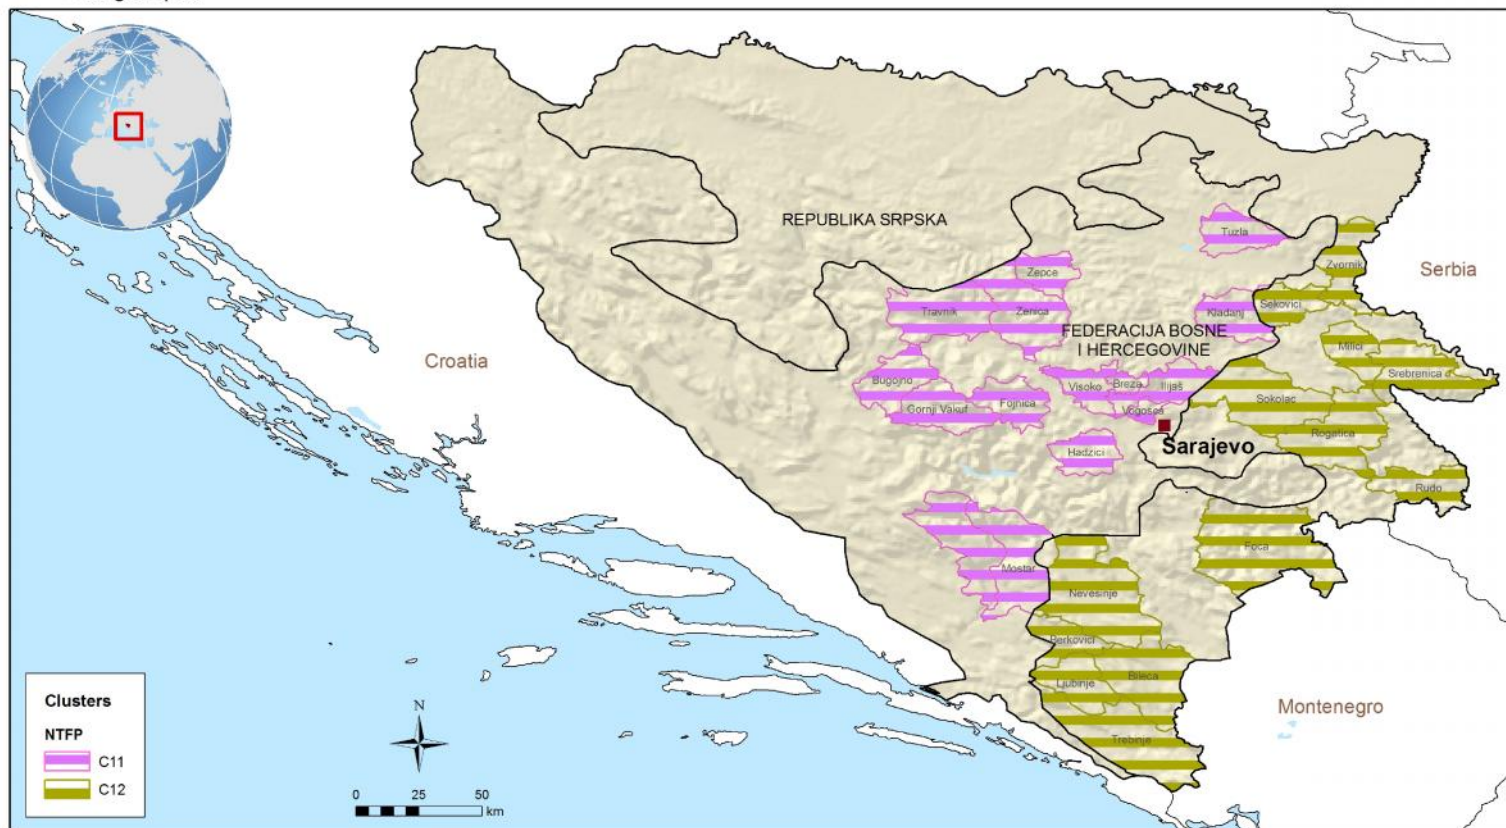 REPUBLIKA SRPSKA
Tuzla
Zvornik
Serbia
Zepce
Sekovici
Travnik
Zenica
Kladanj
FEDERACIJA BOSNE
I HERCEGOVINE
Croatia
Milici
Srebrenica
Bugojno
Visoko
Breza
Ilijaš
Gornji Vakuf
Fojnica
Vogosca
Sokolac
Rogatica
Sarajevo
Hadzici
Rudo
Foca
Mostar
Nevesinje
Berkovici
Ljubinje
Bileca
Montenegro
Trebinje
Clusters
NTFP
C11
C12
N
0 25 50
km